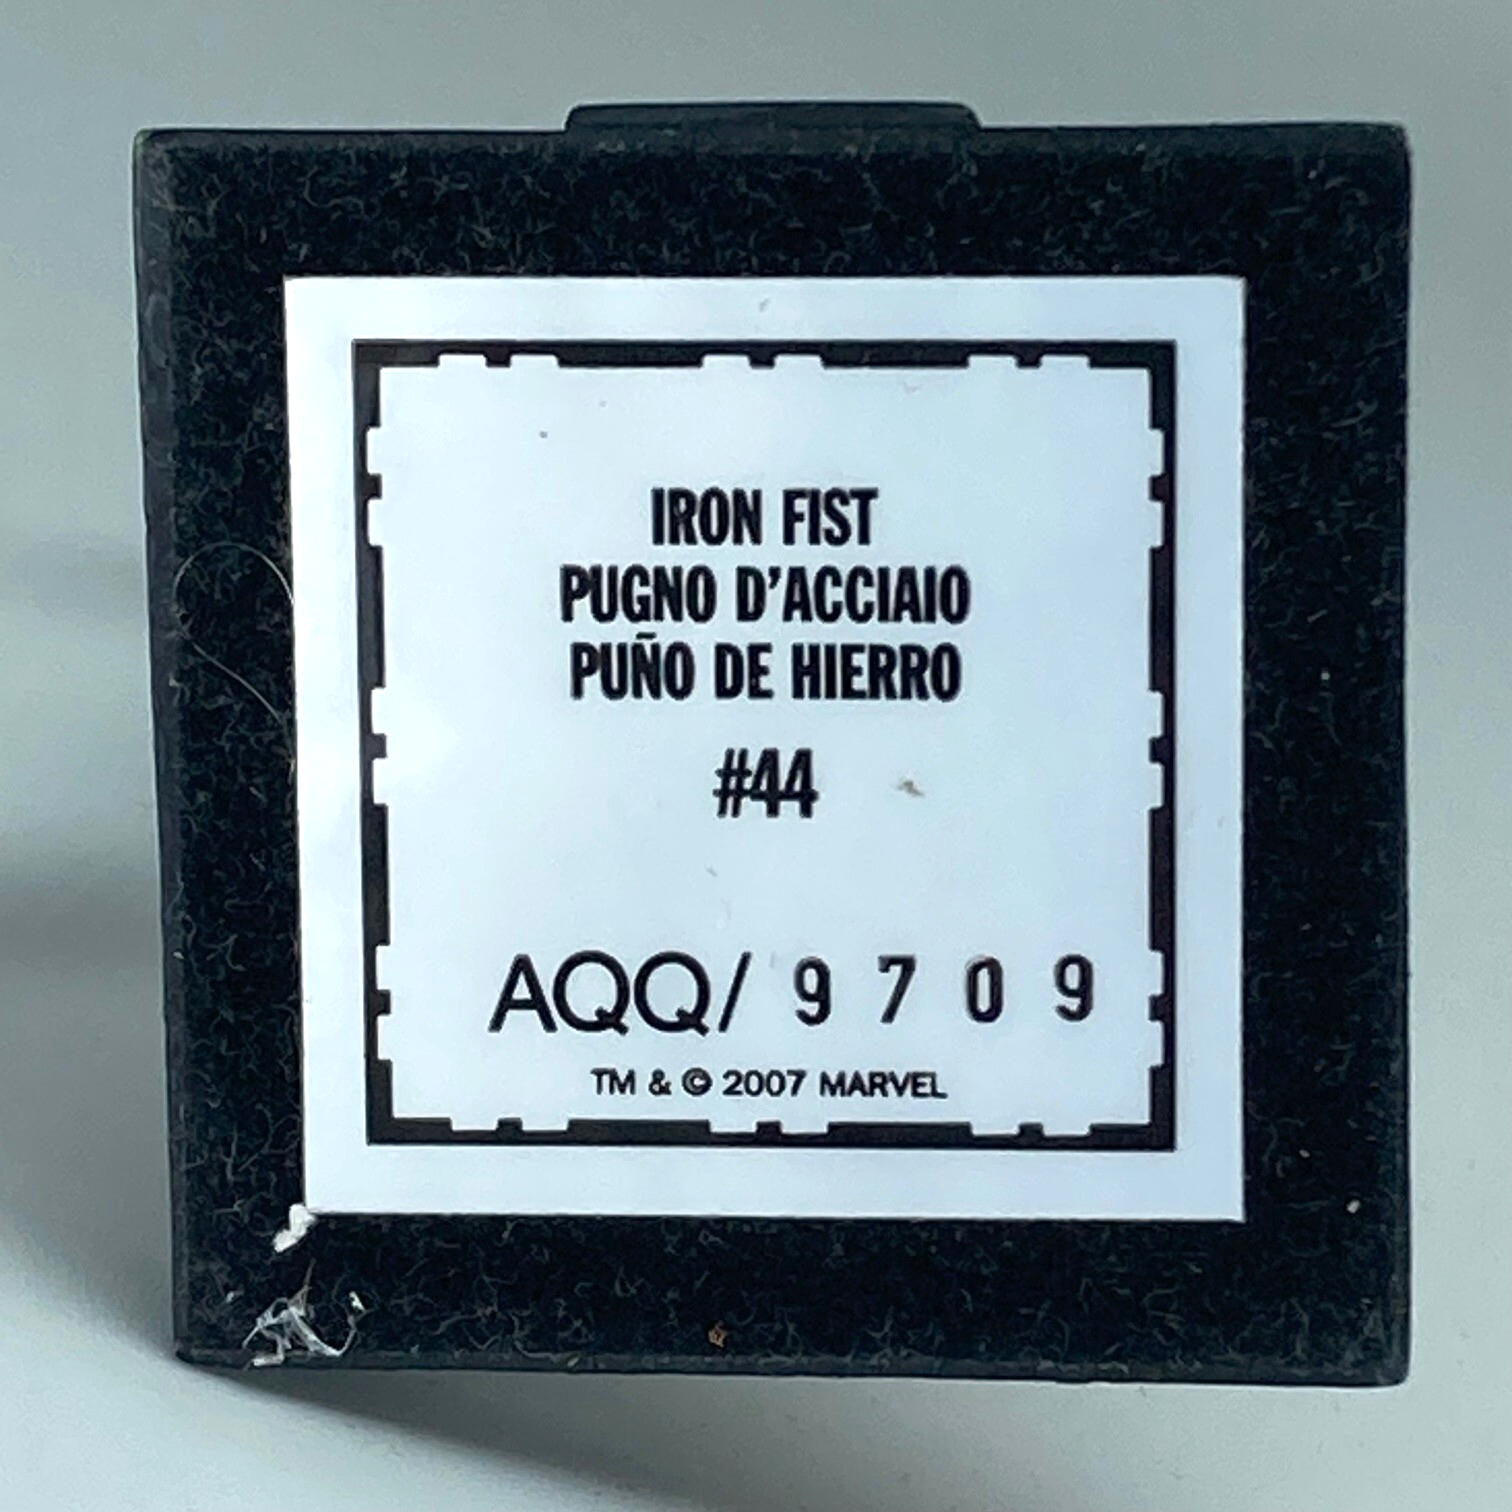 IRON FIST
PUGNO D'ACCIAIO
PUÑO DE HIERRO
#44
AQQ/ 9 7 0 9
TM & © 2007 MARVEL